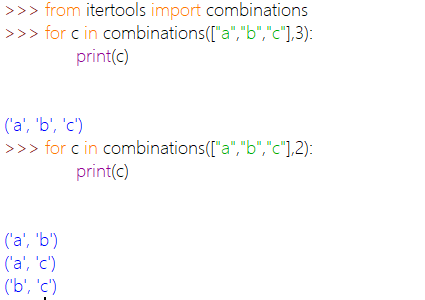 >>> from itertools import combinations
>>> for c in combinations(["a","b","c"],3):
        print(c)
('a', 'b', 'c')
>>> for c in combinations(["a","b","c"],2):
        print(c)
('a', 'b')
('a', 'c')
('b', 'c')